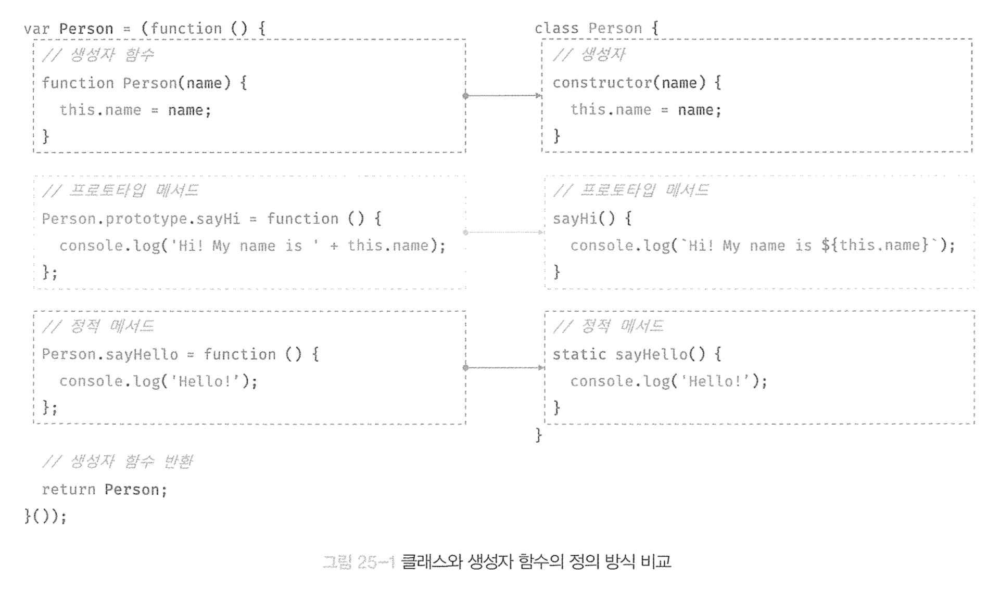 var Person = (function () {
// 생성자 함수
function Person(name) {
this.name = name;
}
// 프로토타입 메서드
Person.prototype.sayHi = function () {
console.log('Hi! My name is ' + this.name);
};
// 정적 메서드
Person.sayHello = function () {
console.log('Hello!’);
};
// 생성자 함수 반환
return Person;
}());
class Person {
// 생성자
constructor(name) {
this.name = name;
}
// 프로토타입 메서드
sayHi() {
console.log(`Hi! My name is ${this.name}`);
}
// 정적 메서드
static sayHello() {
console.log('Hello!’);
}
}
그림 25-1 클래스와 생성자 함수의 정의 방식 비교